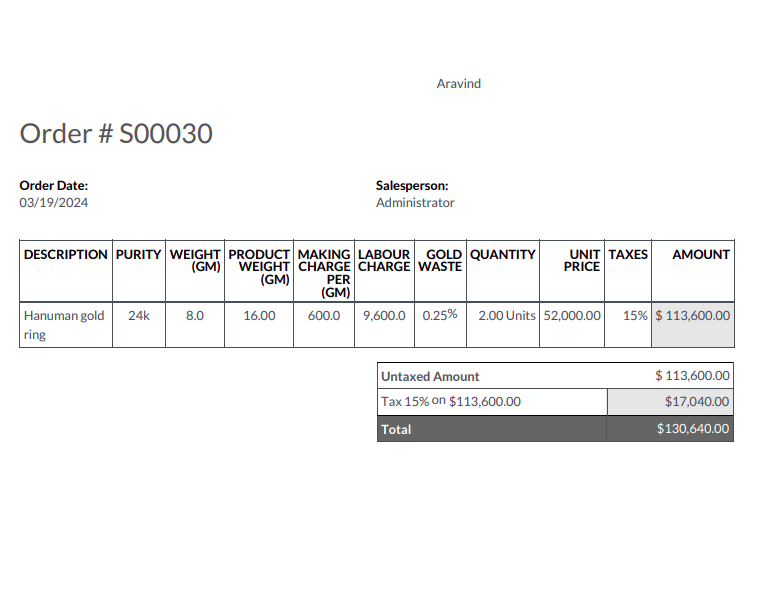 Aravind
Order # S00030
Order Date: Salesperson:
03/19/2024 Administrator
DESCRIPTION PURITY WEIGHT (GM) PRODUCT WEIGHT (GM) MAKING CHARGE PER (GM) LABOUR CHARGE GOLD WASTE QUANTITY UNIT PRICE TAXES AMOUNT
Hanuman gold ring 24k 8.0 16.00 600.0 9,600.0 0.25% 2.00 Units 52,000.00 15% $ 113,600.00
Untaxed Amount $ 113,600.00
Tax 15% on $113,600.00 $17,040.00
Total $130,640.00